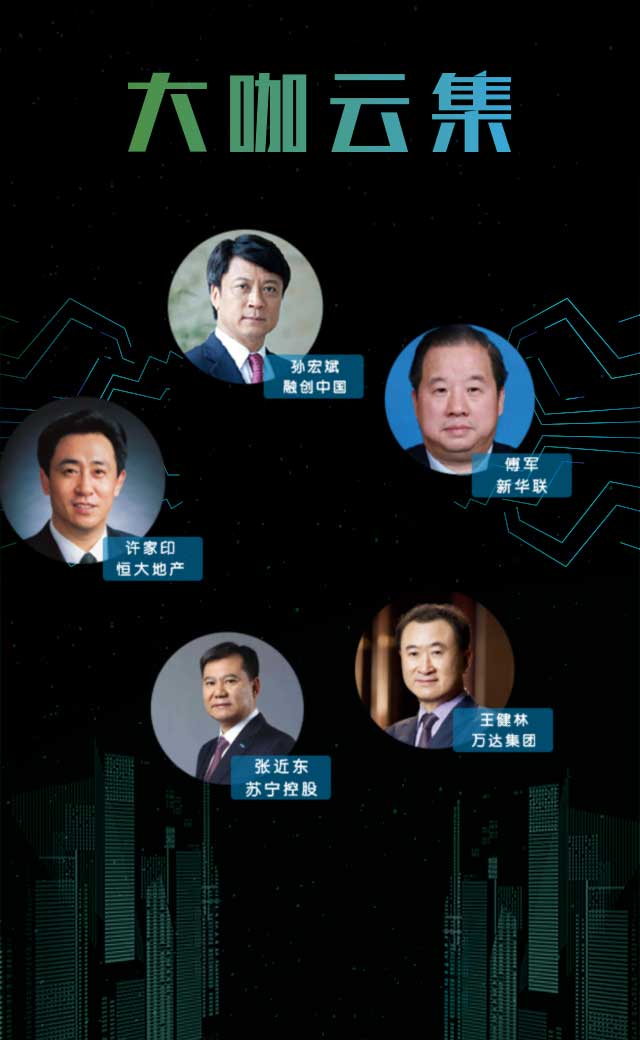 大咖云集
孙宏斌
融创中国
傅军
新华联
许家印
恒大地产
王健林
万达集团
张近东
苏宁控股